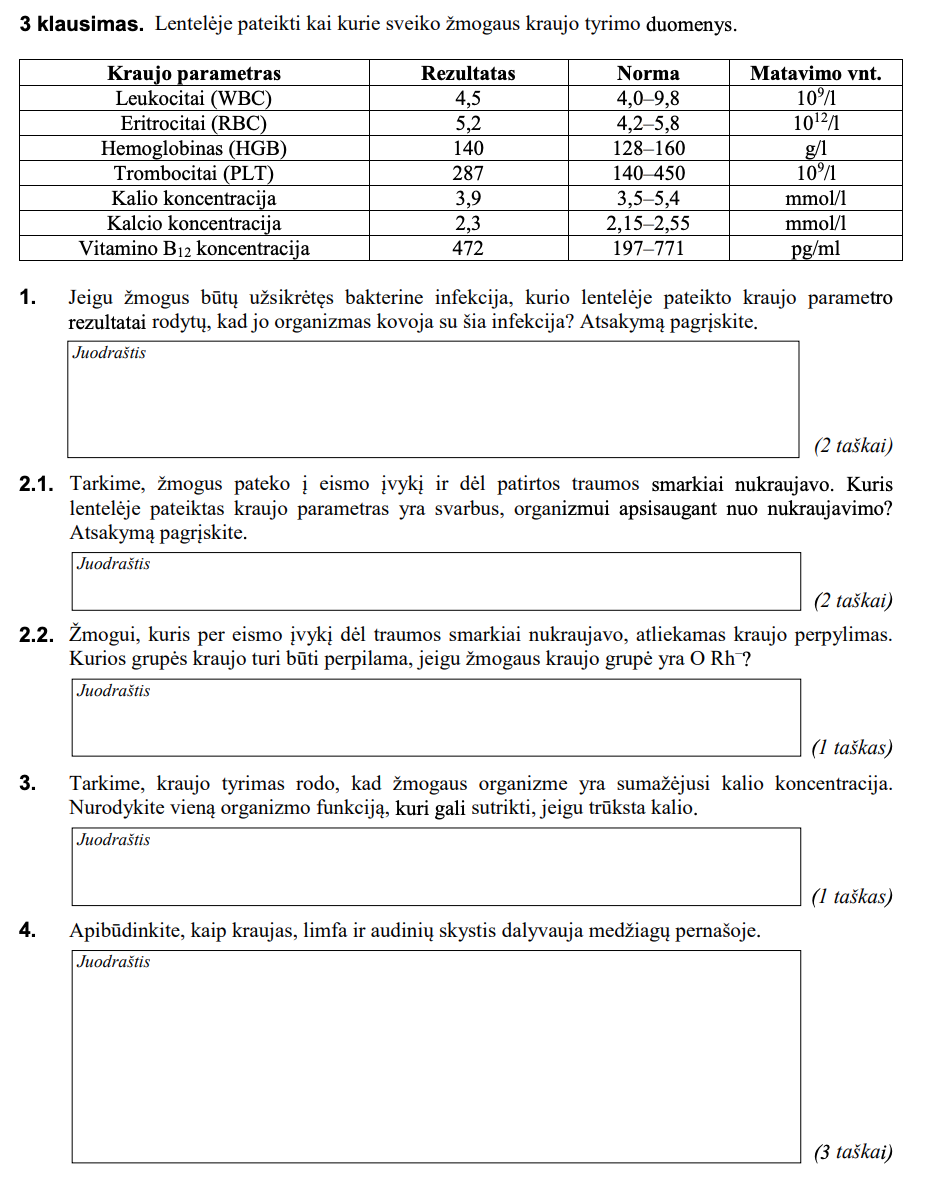 3 klausimas. Lentelėje pateikti kai kurie sveiko žmogaus kraujo tyrimo duomenys.
Kraujo parametras Rezultatas Norma Matavimo vnt.
Leukocitai (WBC) 4,5 4,0–9,8 10⁹/l
Eritrocitai (RBC) 5,2 4,2–5,8 10¹²/l
Hemoglobinas (HGB) 140 128–160 g/l
Trombocitai (PLT) 287 140–450 10⁹/l
Kalio koncentracija 3,9 3,5–5,4 mmol/l
Kalcio koncentracija 2,3 2,15–2,55 mmol/l
Vitamino B₁₂ koncentracija 472 197–771 pg/ml
1. Jeigu žmogus būtų užsikrėtęs bakterine infekcija, kurio lentelėje pateikto kraujo parametro
rezultatai rodytų, kad jo organizmas kovoja su šia infekcija? Atsakymą pagrįskite.
Juodraštis
(2 taškai)
2.1. Tarkime, žmogus pateko į eismo įvykį ir dėl patirtos traumos smarkiai nukraujavo. Kuris
lentelėje pateiktas kraujo parametras yra svarbus, organizmui apsisaugant nuo nukraujavimo?
Atsakymą pagrįskite.
Juodraštis
(2 taškai)
2.2. Žmogui, kuris per eismo įvykį dėl traumos smarkiai nukraujavo, atliekamas kraujo perpylimas.
Kurios grupės kraujo turi būti perpilama, jeigu žmogaus kraujo grupė yra O Rh⁻?
Juodraštis
(1 taškas)
3. Tarkime, kraujo tyrimas rodo, kad žmogaus organizme yra sumažėjusi kalio koncentracija.
Nurodykite vieną organizmo funkciją, kuri gali sutrikti, jeigu trūksta kalio.
Juodraštis
(1 taškas)
4. Apibūdinkite, kaip kraujas, limfa ir audinių skystis dalyvauja medžiagų pernašoje.
Juodraštis
(3 taškai)